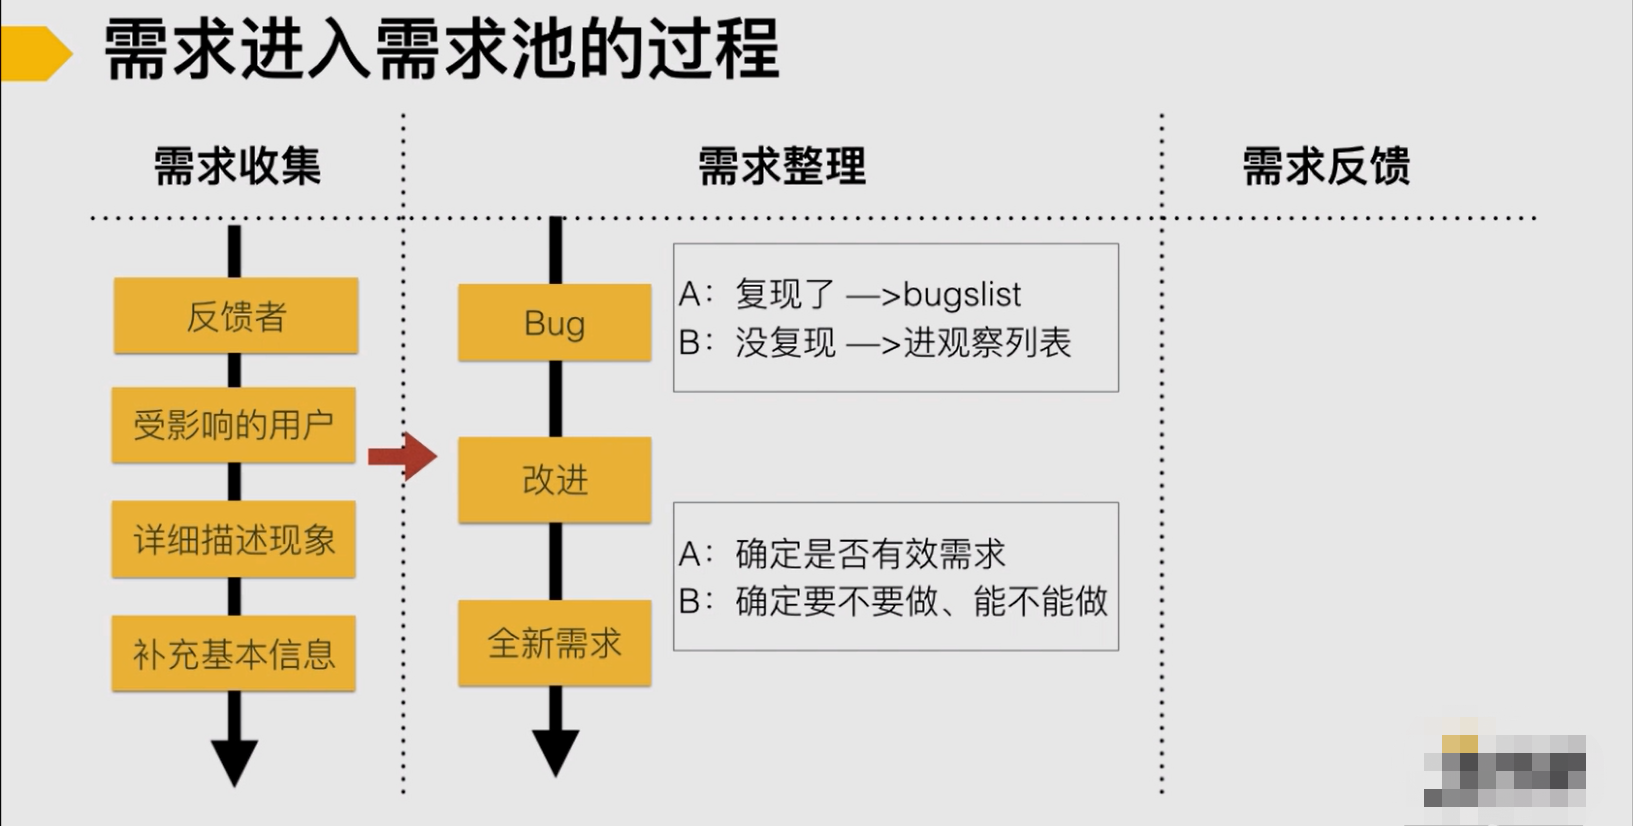 需求进入需求池的过程
需求收集
需求整理
需求反馈
反馈者
受影响的用户
详细描述现象
补充基本信息
Bug
改进
全新需求
A：复现了 —>bugslist
B：没复现 —>进观察列表
A：确定是否有效需求
B：确定要不要做、能不能做